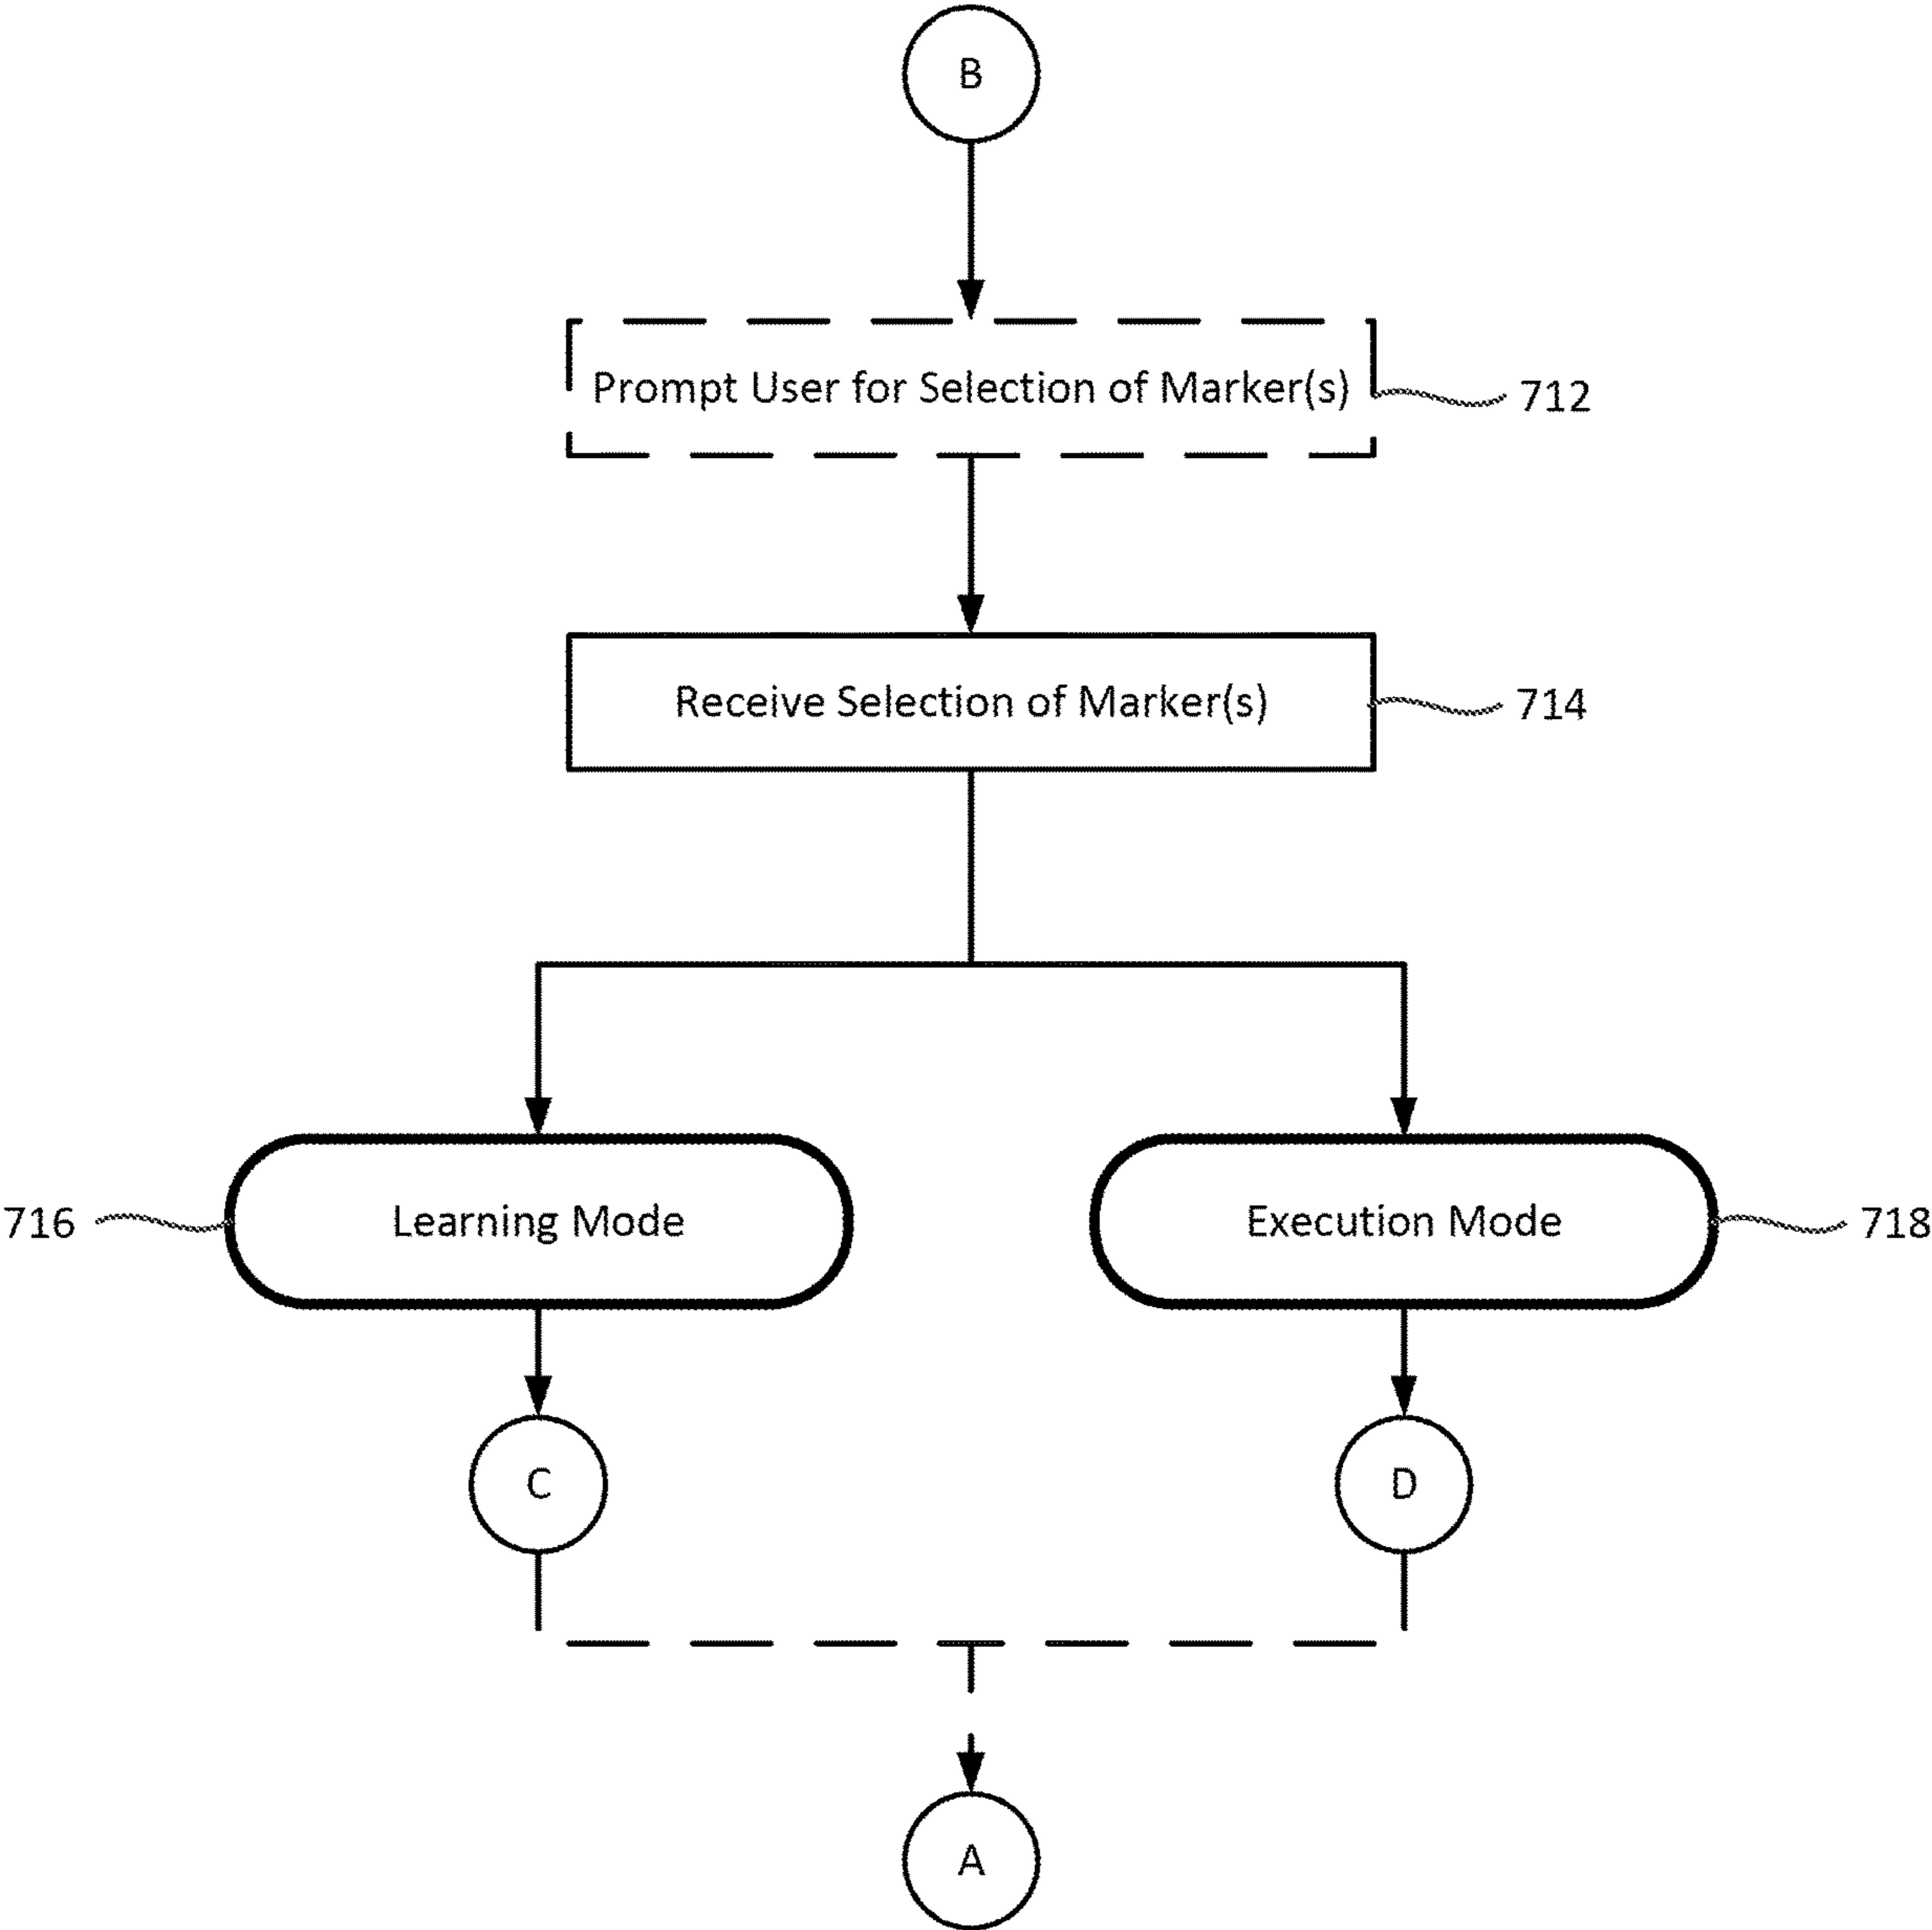 B
Prompt User for Selection of Marker(s)
712
Receive Selection of Marker(s)
714
716
Learning Mode
Execution Mode
718
C
D
A